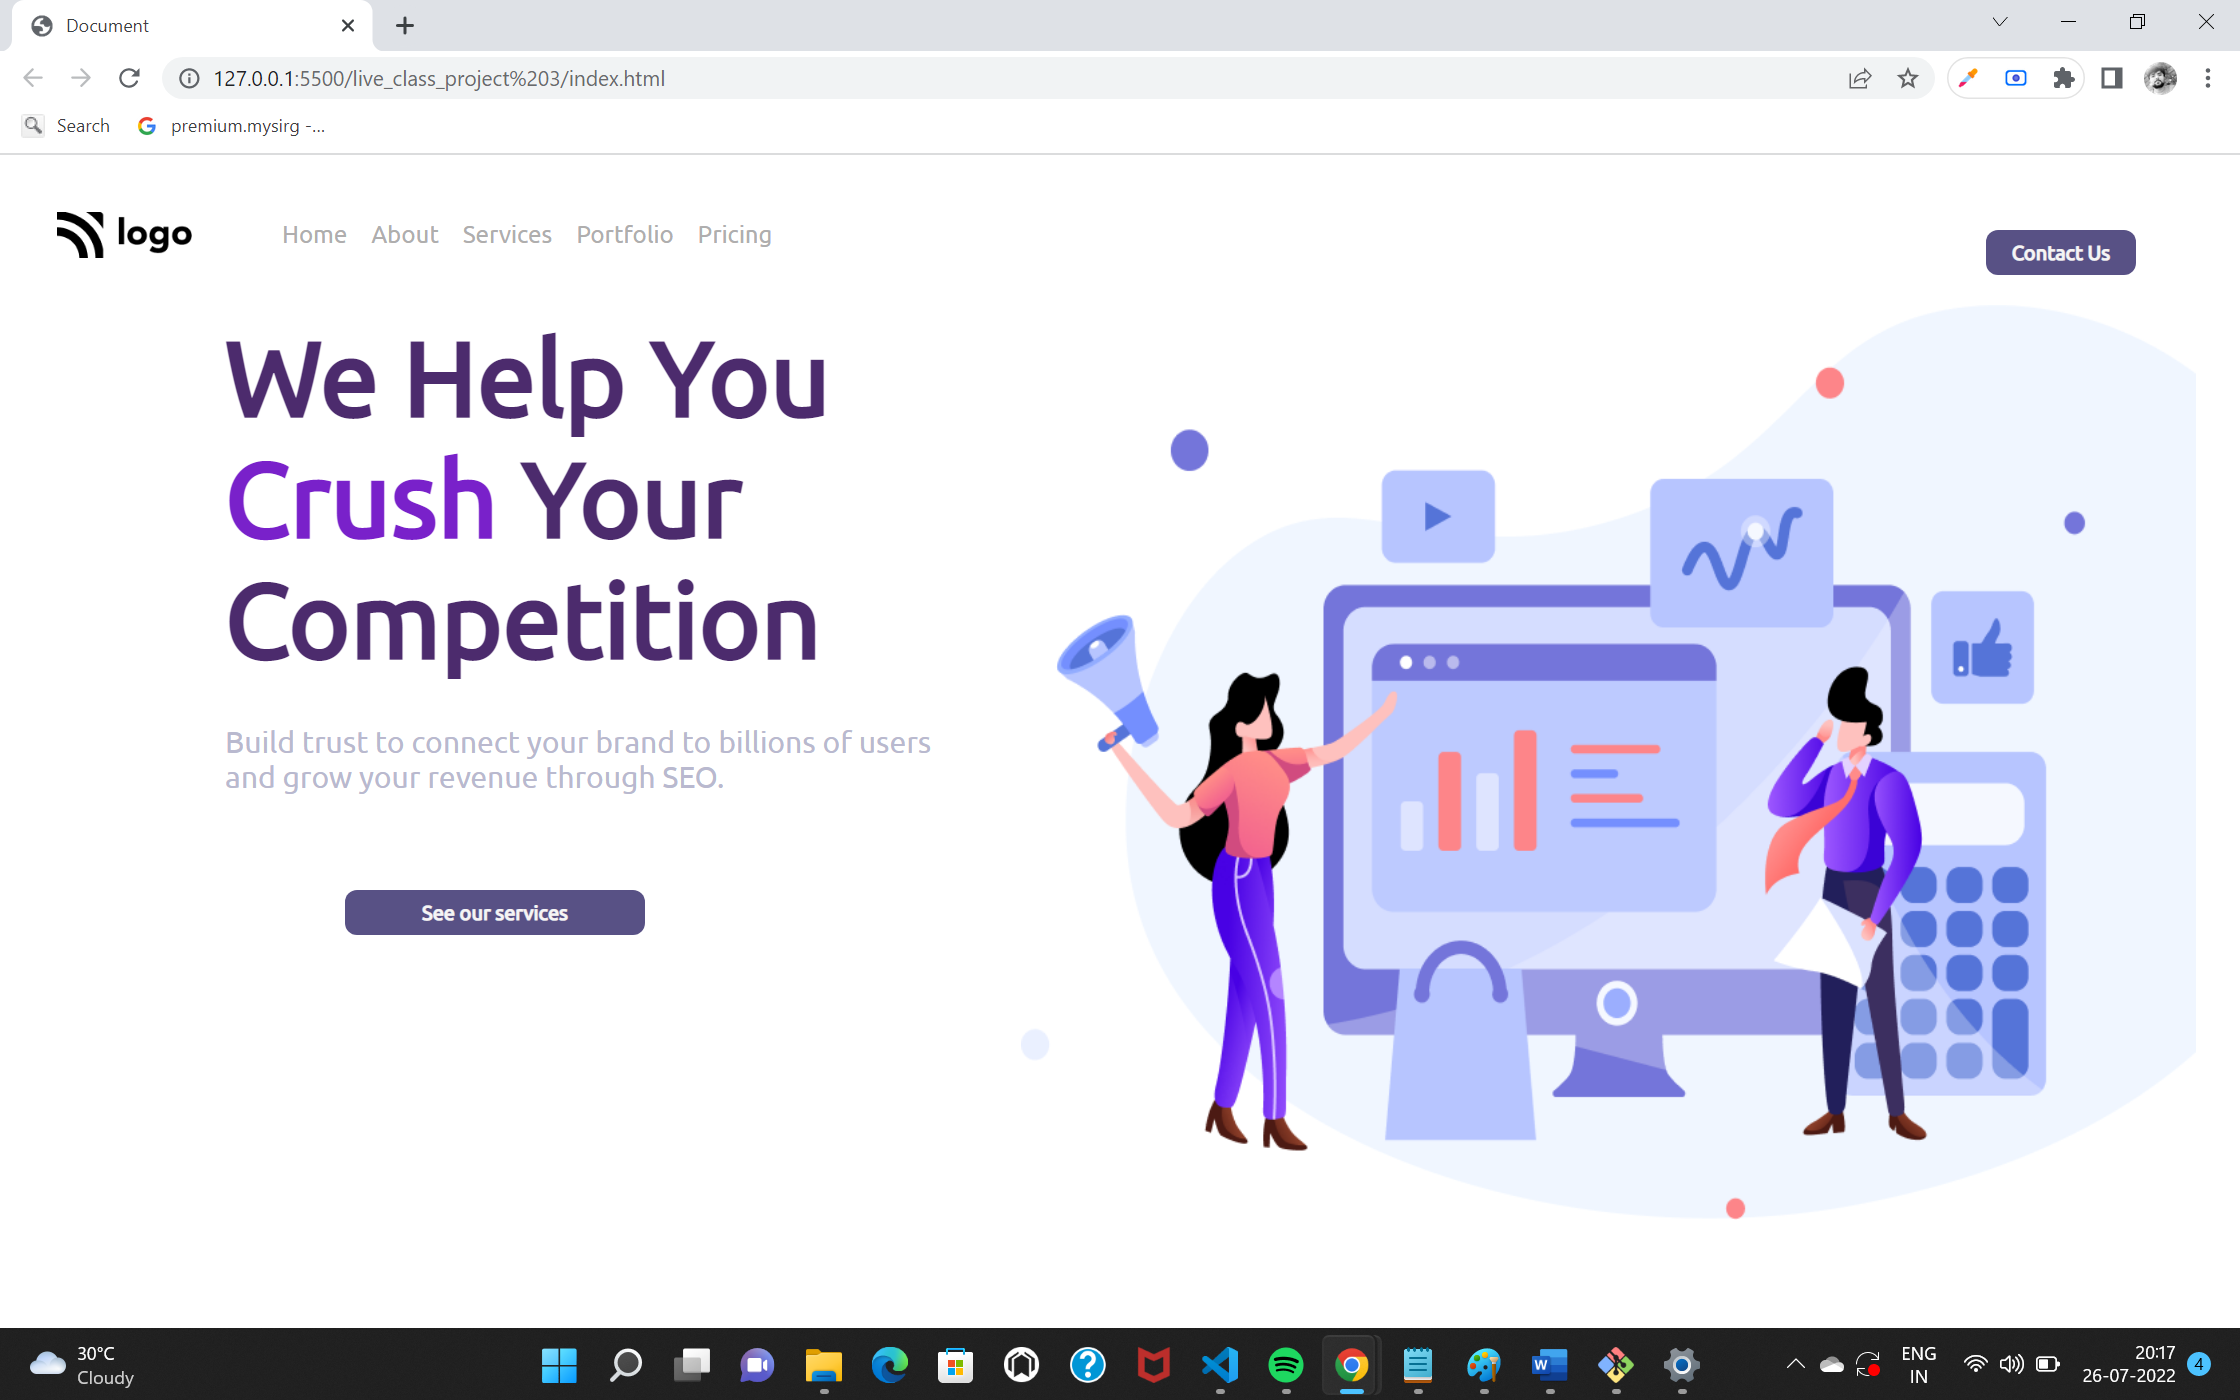 Document
127.0.0.1:5500/live_class_project%203/index.html
Search premium.mysirg -...
logo Home About Services Portfolio Pricing
Contact Us
We Help You
Crush Your
Competition
Build trust to connect your brand to billions of users
and grow your revenue through SEO.
See our services
30°C
Cloudy
W
ENG
IN
20:17
26-07-2022
4